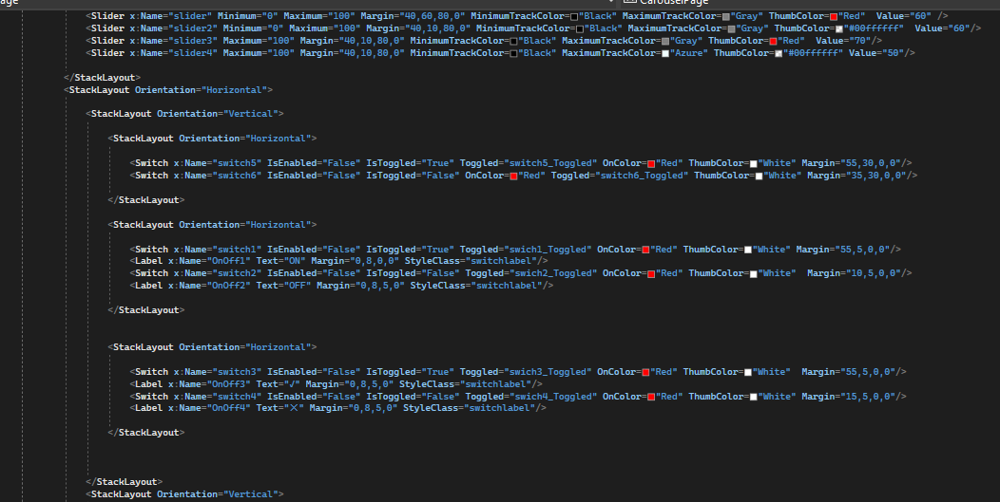 age
CarouselPage
<Slider x:Name="slider" Minimum="0" Maximum="100" Margin="40,60,80,0" MinimumTrackColor="Black" MaximumTrackColor="Gray" ThumbColor="Red"  Value="60" />
<Slider x:Name="slider2" Minimum="0" Maximum="100" Margin="40,10,80,0" MinimumTrackColor="Black" MaximumTrackColor="Gray" ThumbColor="#00ffffff"  Value="60"/>
<Slider x:Name="slider3" Maximum="100" Margin="40,10,80,0" MinimumTrackColor="Black" MaximumTrackColor="Gray" ThumbColor="Red"  Value="70"/>
<Slider x:Name="slider4" Maximum="100" Margin="40,10,80,0" MinimumTrackColor="Black" MaximumTrackColor="Azure" ThumbColor="#00ffffff" Value="50"/>
</StackLayout>
<StackLayout Orientation="Horizontal">
<StackLayout Orientation="Vertical">
<StackLayout Orientation="Horizontal">
<Switch x:Name="switch5" IsEnabled="False" IsToggled="True" Toggled="switch5_Toggled" OnColor="Red" ThumbColor="White" Margin="55,30,0,0"/>
<Switch x:Name="switch6" IsEnabled="False" IsToggled="False" OnColor="Red" Toggled="switch6_Toggled" ThumbColor="White" Margin="35,30,0,0"/>
</StackLayout>
<StackLayout Orientation="Horizontal">
<Switch x:Name="switch1" IsEnabled="False" IsToggled="True" Toggled="swich1_Toggled" OnColor="Red" ThumbColor="White" Margin="55,5,0,0"/>
<Label x:Name="OnOff1" Text="ON" Margin="0,8,0,0" StyleClass="switchlabel"/>
<Switch x:Name="switch2" IsEnabled="False" IsToggled="False" Toggled="swich2_Toggled" OnColor="Red" ThumbColor="White"  Margin="10,5,0,0"/>
<Label x:Name="OnOff2" Text="OFF" Margin="0,8,5,0" StyleClass="switchlabel"/>
</StackLayout>
<StackLayout Orientation="Horizontal">
<Switch x:Name="switch3" IsEnabled="False" IsToggled="True" Toggled="swich3_Toggled" OnColor="Red" ThumbColor="White"  Margin="55,5,0,0"/>
<Label x:Name="OnOff3" Text="✓" Margin="0,8,5,0" StyleClass="switchlabel"/>
<Switch x:Name="switch4" IsEnabled="False" IsToggled="False" Toggled="swich4_Toggled" OnColor="Red" ThumbColor="White" Margin="15,5,0,0"/>
<Label x:Name="OnOff4" Text="✕" Margin="0,8,5,0" StyleClass="switchlabel"/>
</StackLayout>
</StackLayout>
<StackLayout Orientation="Vertical">